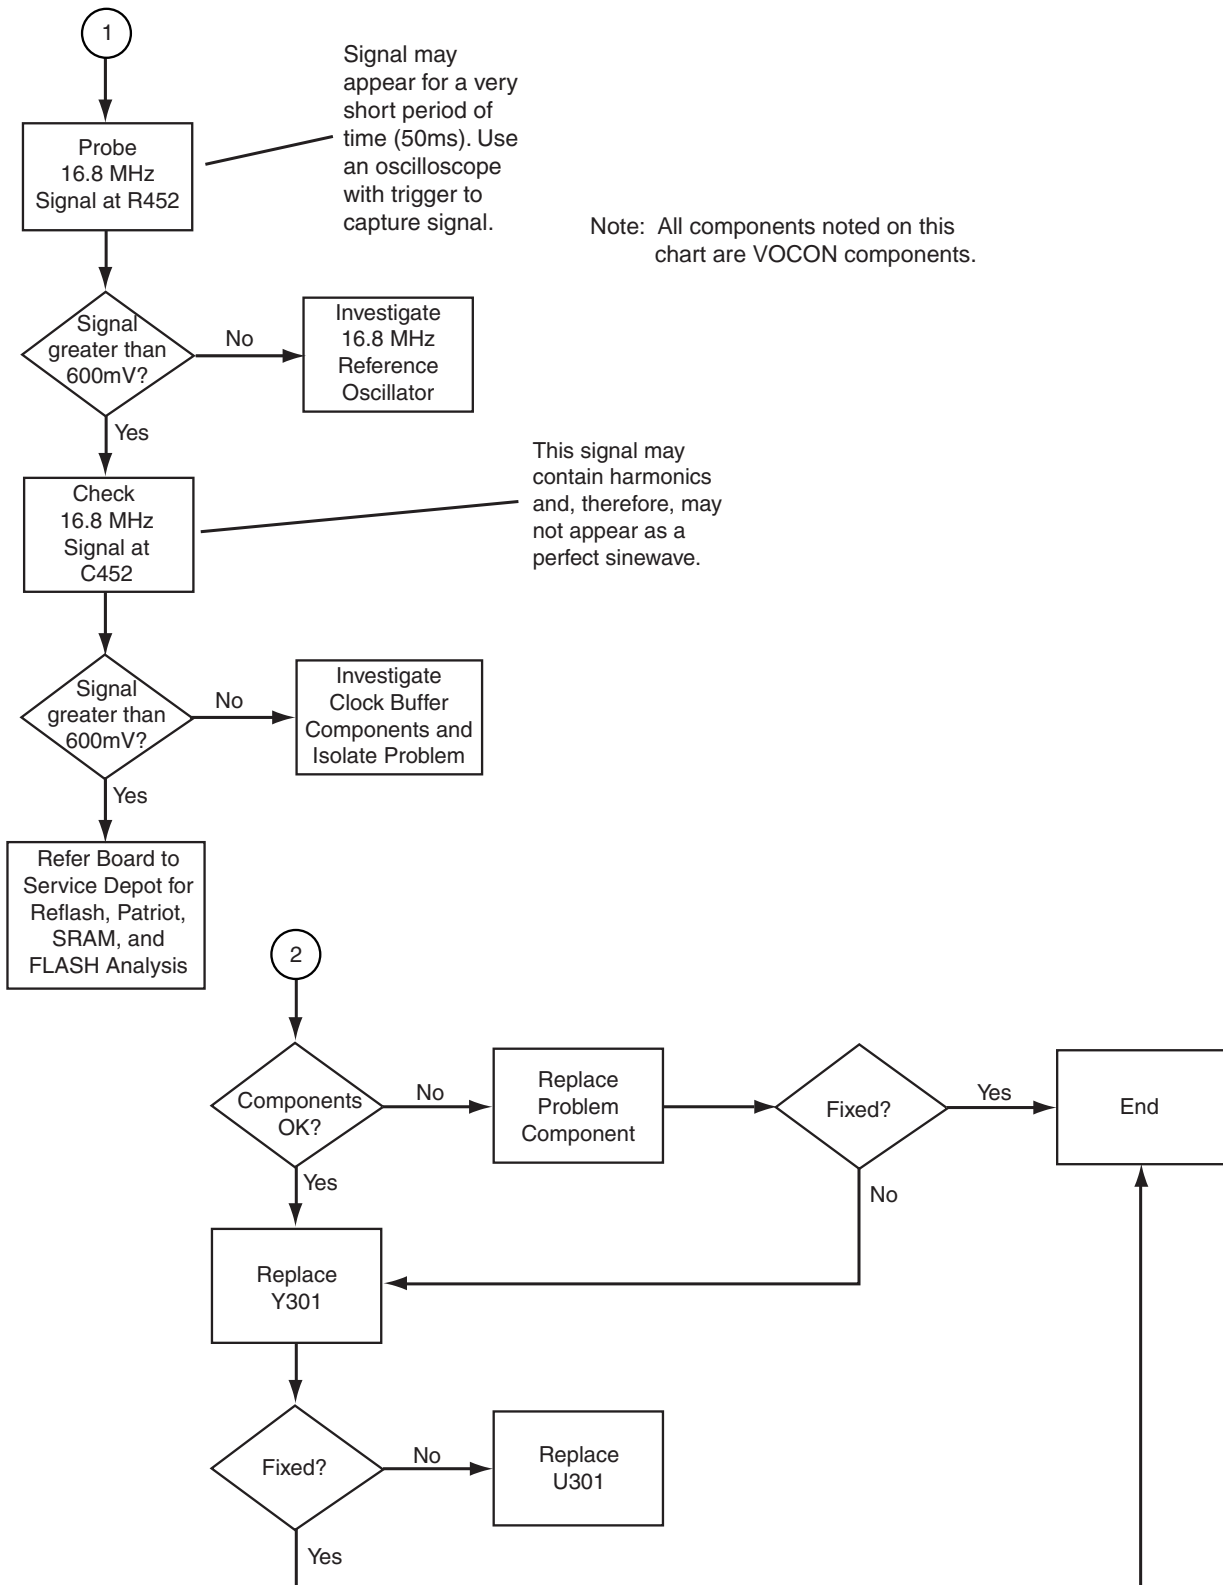 1
Signal may
appear for a very
short period of
time (50ms). Use
an oscilloscope
with trigger to
capture signal.
Probe
16.8 MHz
Signal at R452
Note: All components noted on this
chart are VOCON components.
Signal
greater than
600mV?
No
Investigate
16.8 MHz
Reference
Oscillator
Yes
This signal may
contain harmonics
and, therefore, may
not appear as a
perfect sinewave.
Check
16.8 MHz
Signal at
C452
Signal
greater than
600mV?
No
Investigate
Clock Buffer
Components and
Isolate Problem
Yes
Refer Board to
Service Depot for
Reflash, Patriot,
SRAM, and
FLASH Analysis
2
Components
OK?
No
Replace
Problem
Component
Fixed?
Yes
End
Yes
No
Replace
Y301
Fixed?
No
Replace
U301
Yes